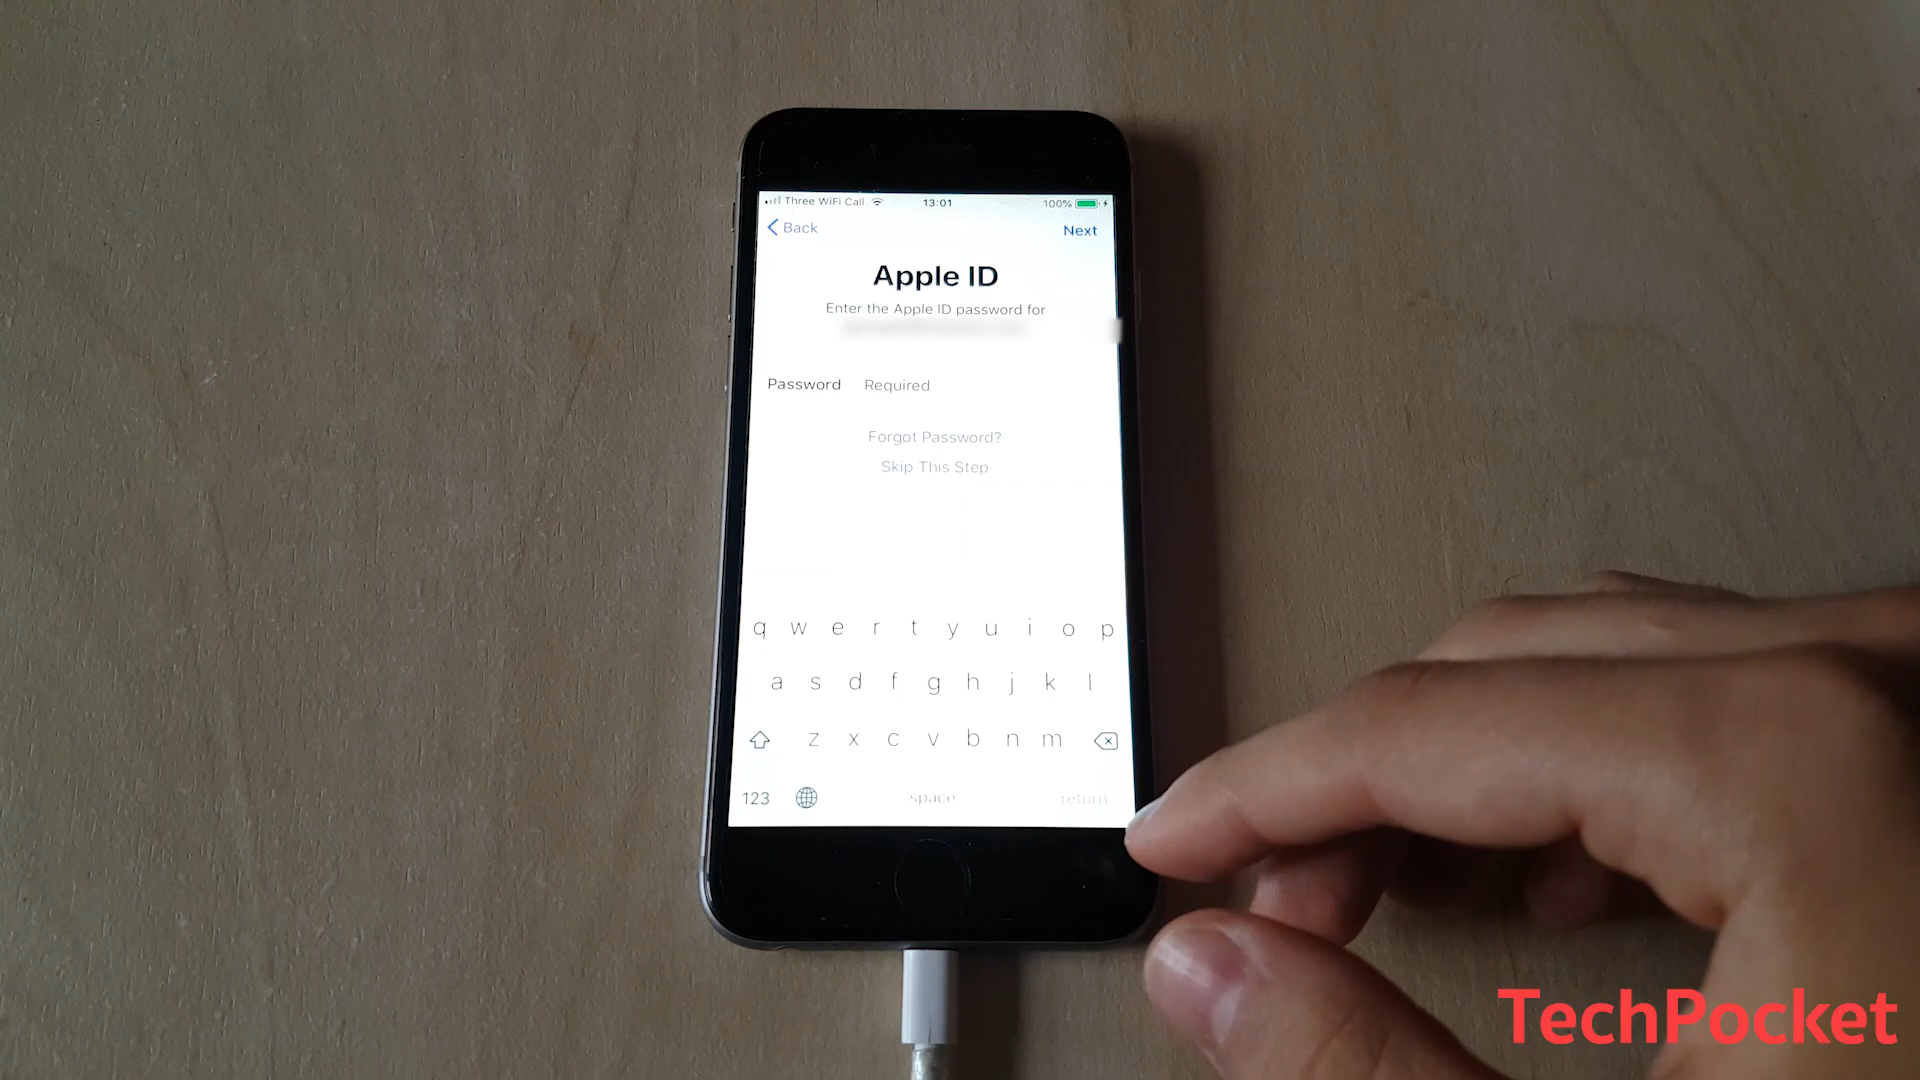 Three WiFi Call 13:01 100%
Back Next
Apple ID
Enter the Apple ID password for
Password Required
Forgot Password?
Skip This Step
q w e r t y u i o p
a s d f g h j k l
z x c v b n m
123 space return
TechPocket